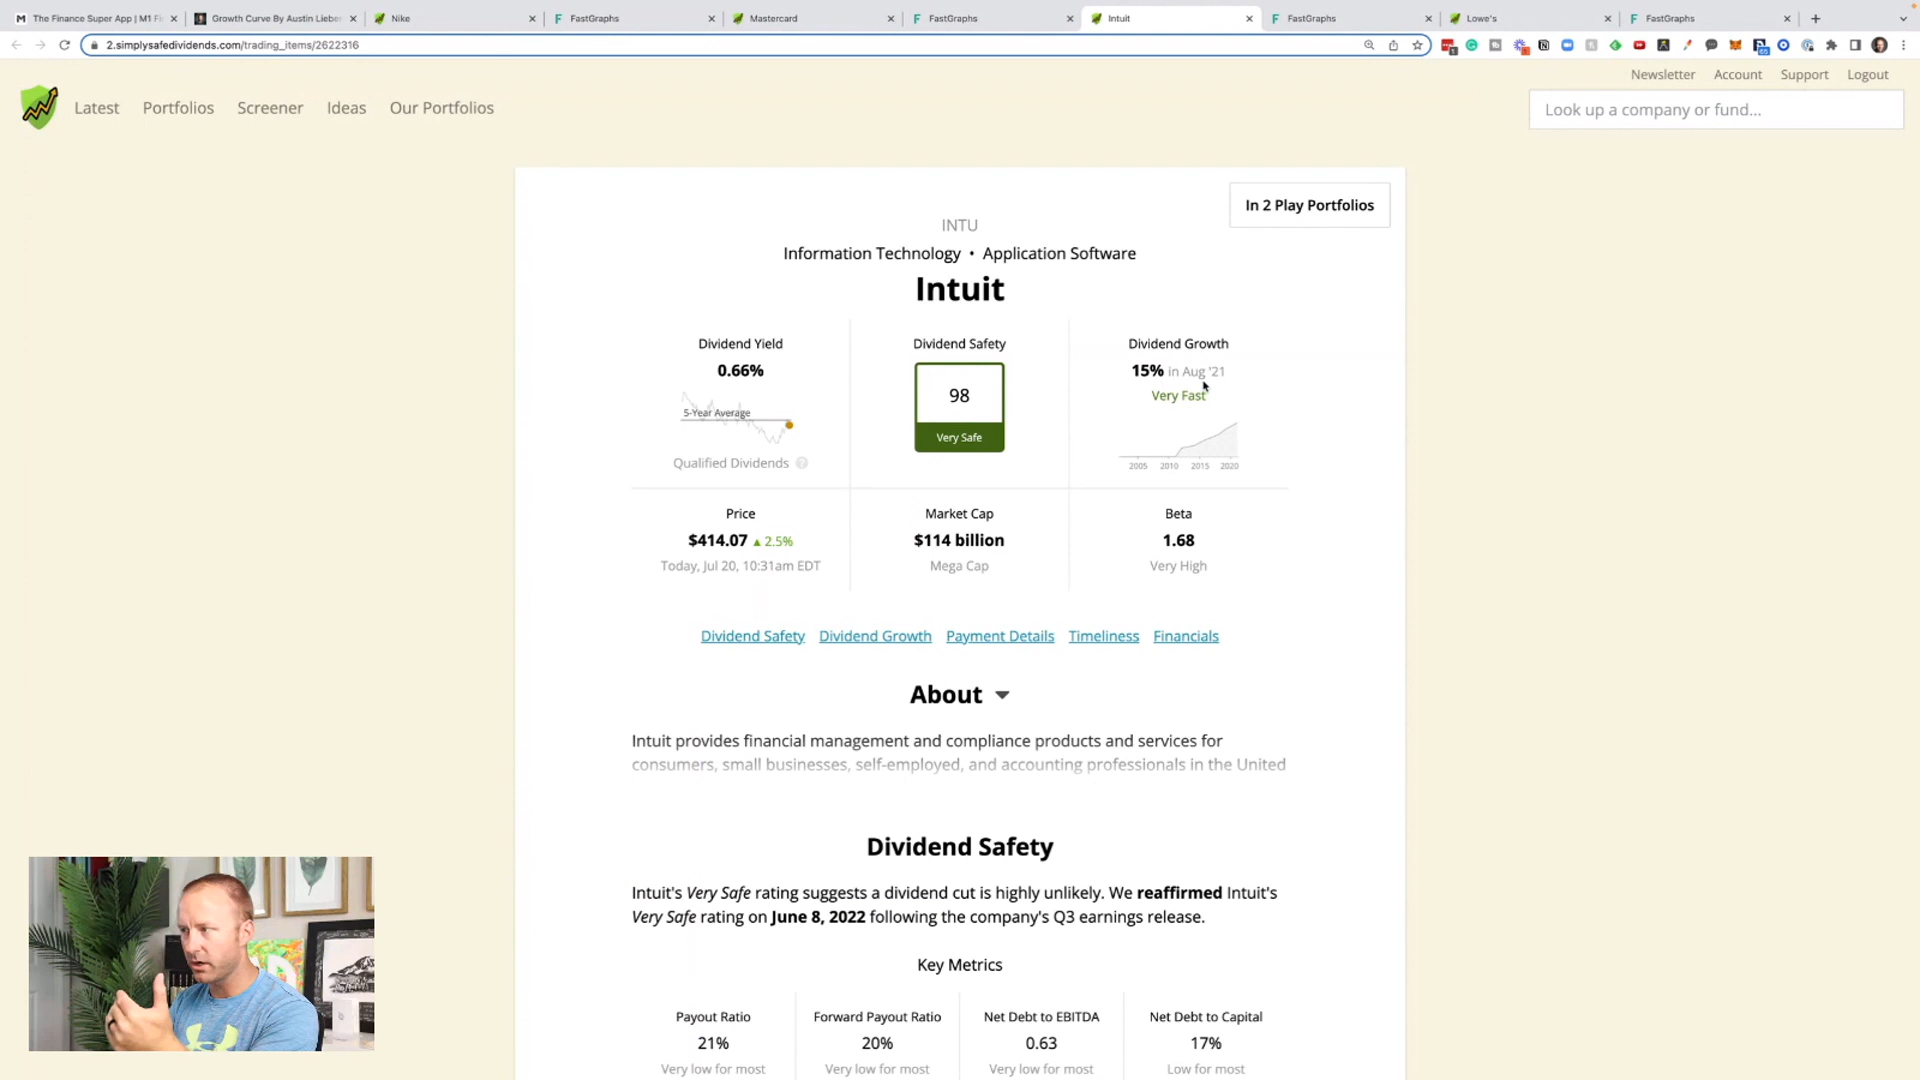 The Finance Super App | M1 Fi
Growth Curve By Austin Lieber
Nike
FastGraphs
Mastercard
FastGraphs
Intuit
FastGraphs
Lowe's
FastGraphs
2.simplysafedividends.com/trading_items/2622316
Newsletter Account Support Logout
Latest Portfolios Screener Ideas Our Portfolios
Look up a company or fund...
In 2 Play Portfolios
INTU
Information Technology • Application Software
Intuit
Dividend Yield
0.66%
5-Year Average
Qualified Dividends ?
Dividend Safety
98
Very Safe
Dividend Growth
15% in Aug '21
Very Fast
2005 2010 2015 2020
Price
$414.07 ▲ 2.5%
Today, Jul 20, 10:31am EDT
Market Cap
$114 billion
Mega Cap
Beta
1.68
Very High
Dividend Safety Dividend Growth Payment Details Timeliness Financials
About
Intuit provides financial management and compliance products and services for
consumers, small businesses, self-employed, and accounting professionals in the United
Dividend Safety
Intuit's Very Safe rating suggests a dividend cut is highly unlikely. We reaffirmed Intuit's
Very Safe rating on June 8, 2022 following the company's Q3 earnings release.
Key Metrics
Payout Ratio
21%
Very low for most
Forward Payout Ratio
20%
Very low for most
Net Debt to EBITDA
0.63
Very low for most
Net Debt to Capital
17%
Low for most